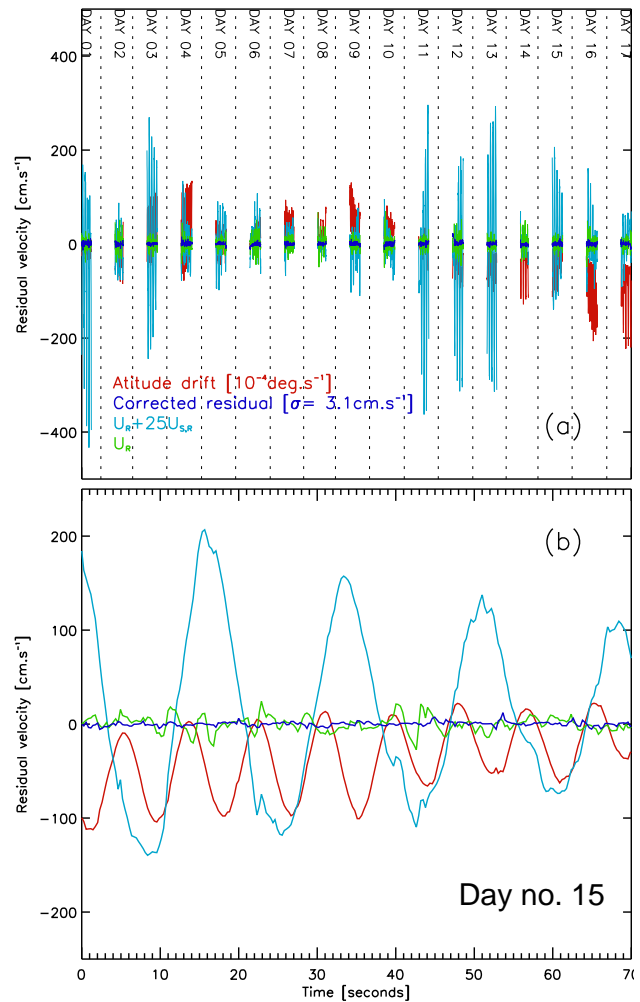 DAY 01
DAY 02
DAY 03
DAY 04
DAY 05
DAY 06
DAY 07
DAY 08
DAY 09
DAY 10
DAY 11
DAY 12
DAY 13
DAY 14
DAY 15
DAY 16
DAY 17
400
200
0
−200
−400
Residual velocity [cm.s⁻¹]
Atitude drift [10⁻⁴deg.s⁻¹]
Corrected residual [σ= 3.1cm.s⁻¹]
U_R+25U_S,R
U_R
(a)
200
100
0
−100
−200
Residual velocity [cm.s⁻¹]
(b)
Day no. 15
0 10 20 30 40 50 60 70
Time [seconds]